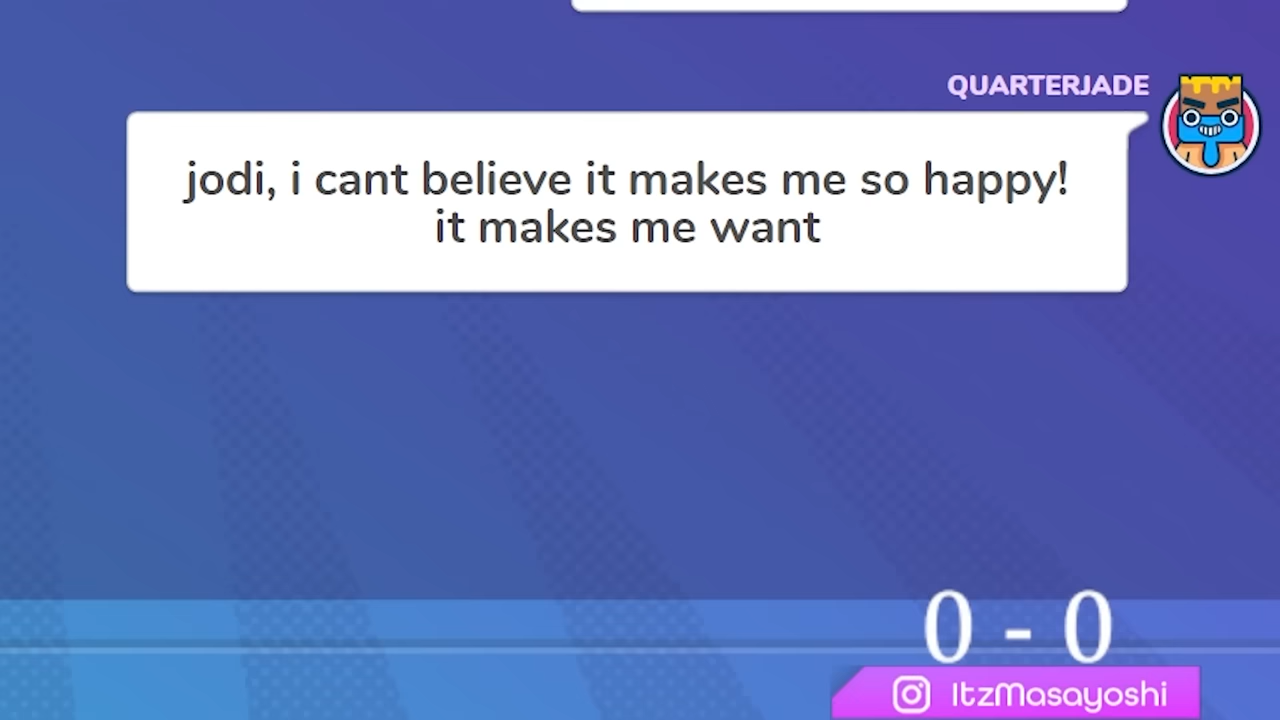 QUARTERJADE
jodi, i cant believe it makes me so happy!
it makes me want
0 - 0
ItzMasayoshi